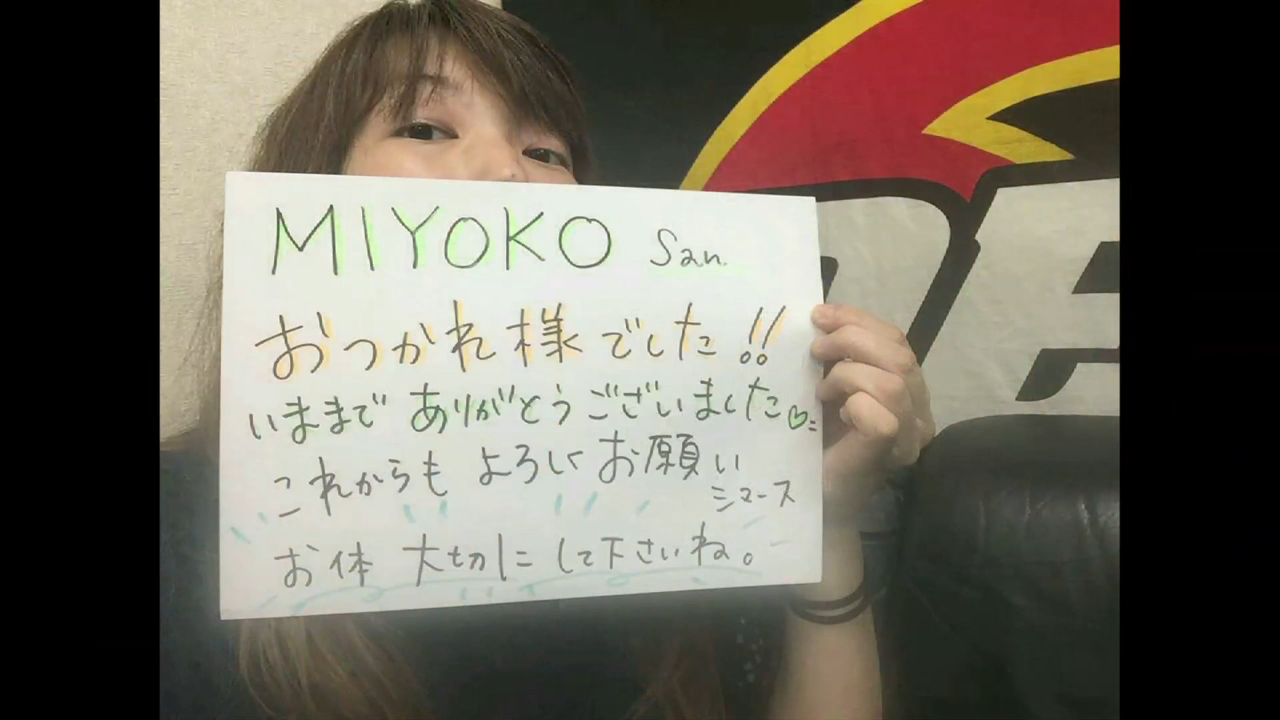 MIYOKO San.
おつかれ様でした!!
いままで ありがとうございました♡=
これからも よろしくお願い
シマース
お体 大切にして下さいね。